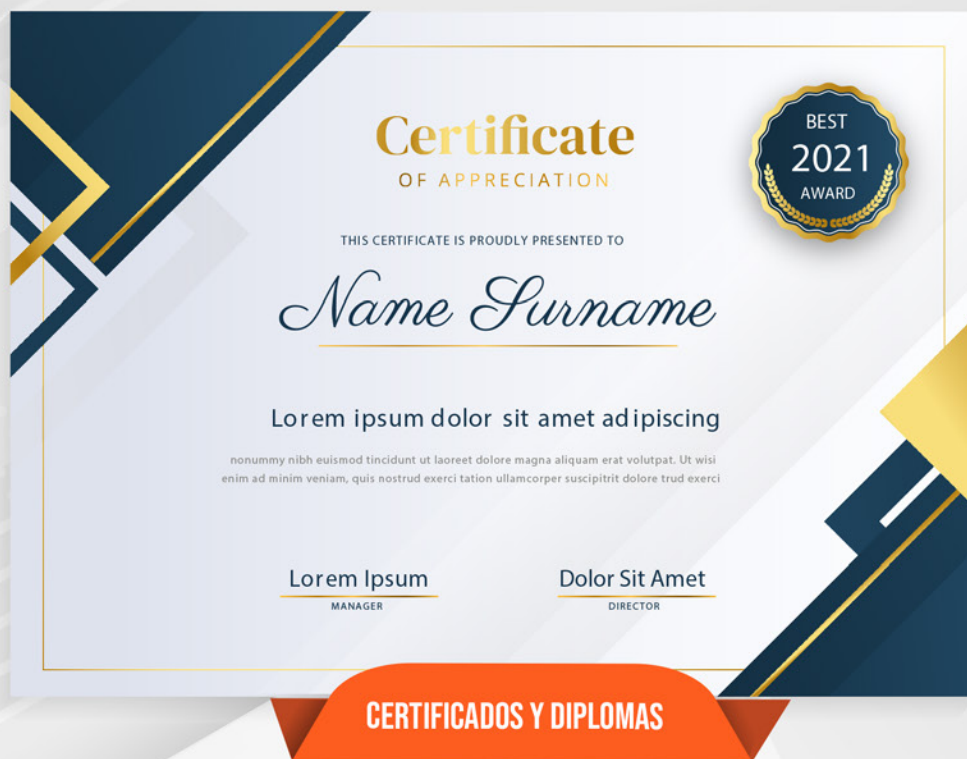 Certificate
OF APPRECIATION
BEST
2021
AWARD
THIS CERTIFICATE IS PROUDLY PRESENTED TO
Name Surname
Lorem ipsum dolor sit amet adipiscing
nonummy nibh euismod tincidunt ut laoreet dolore magna aliquam erat volutpat. Ut wisi
enim ad minim veniam, quis nostrud exerci tation ullamcorper suscipitrit dolore trud exerci
Lorem Ipsum
MANAGER
Dolor Sit Amet
DIRECTOR
CERTIFICADOS Y DIPLOMAS